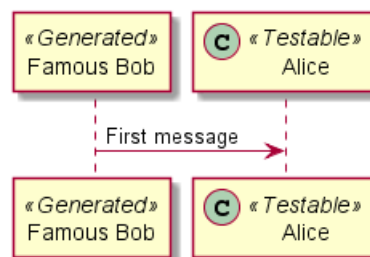 «Generated»
Famous Bob
C «Testable»
Alice
First message
«Generated»
Famous Bob
C «Testable»
Alice